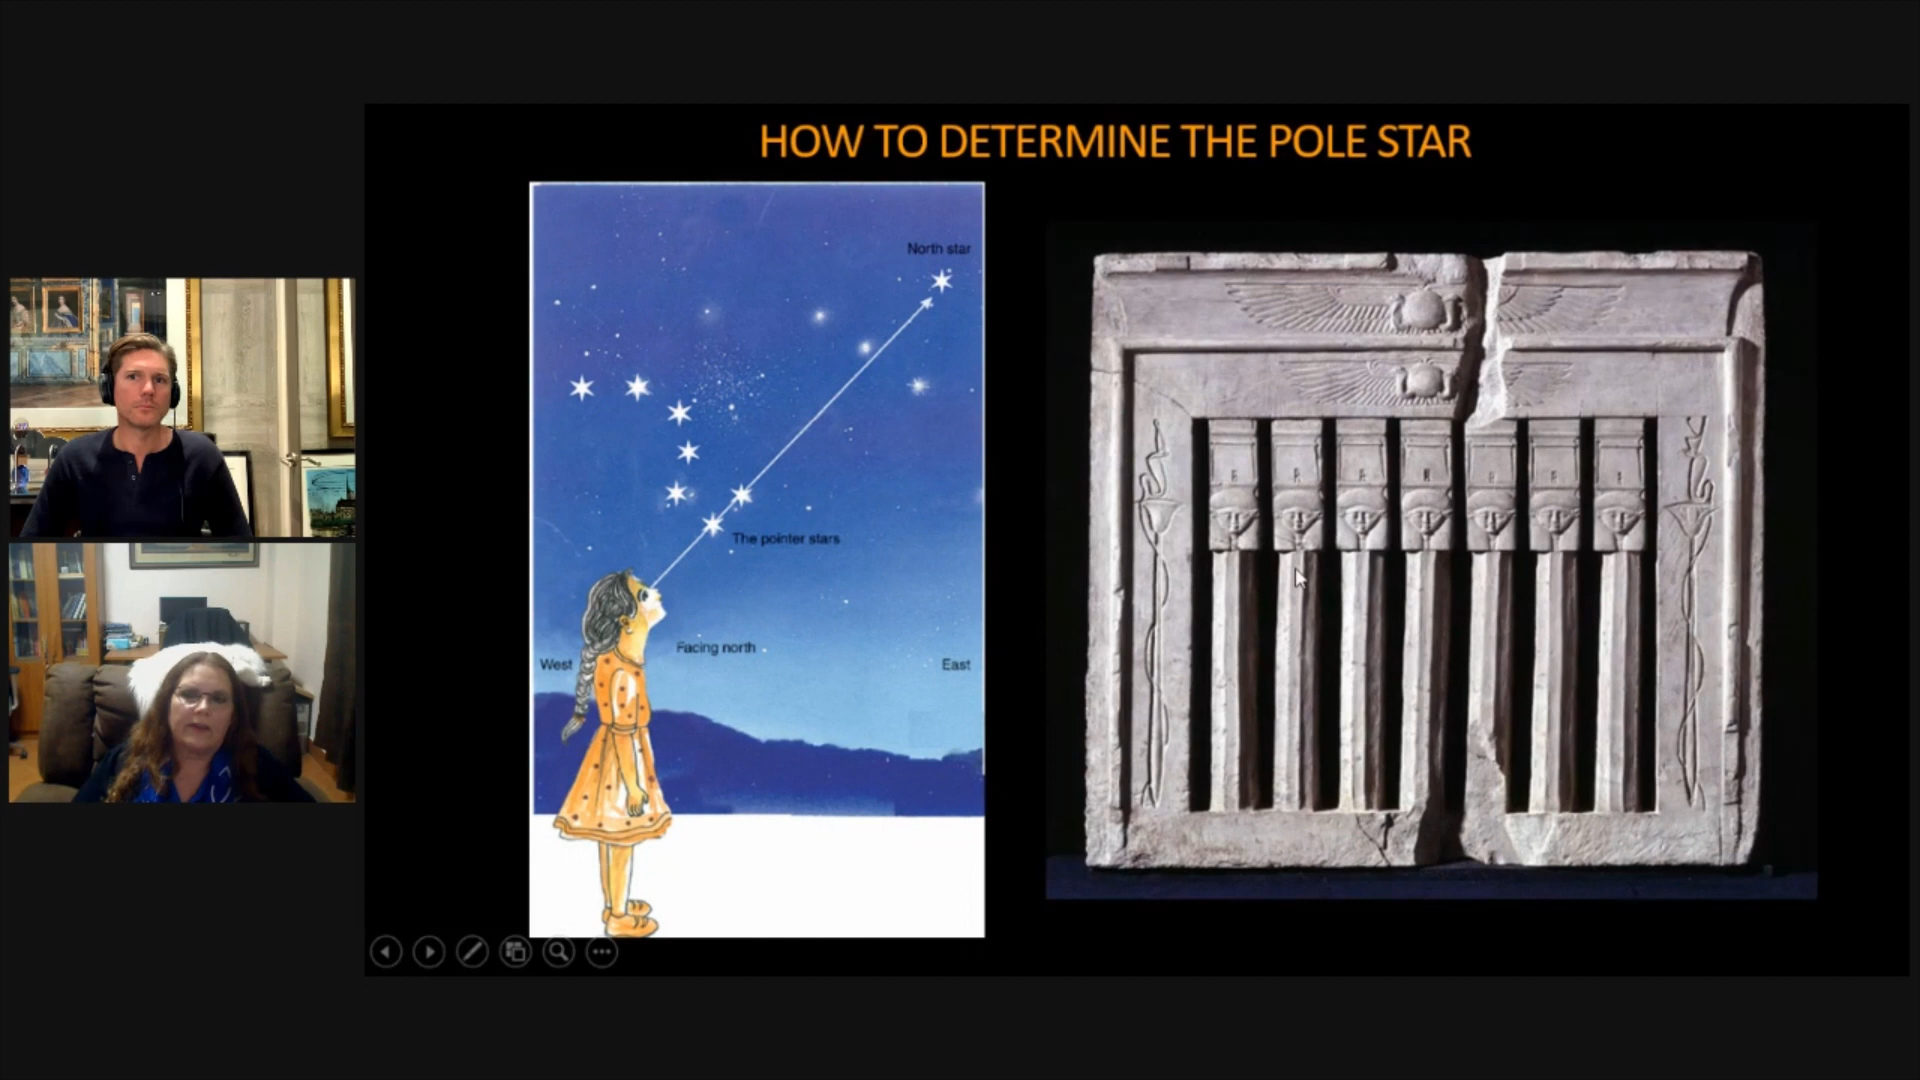 HOW TO DETERMINE THE POLE STAR
North star
The pointer stars
Facing north
West
East